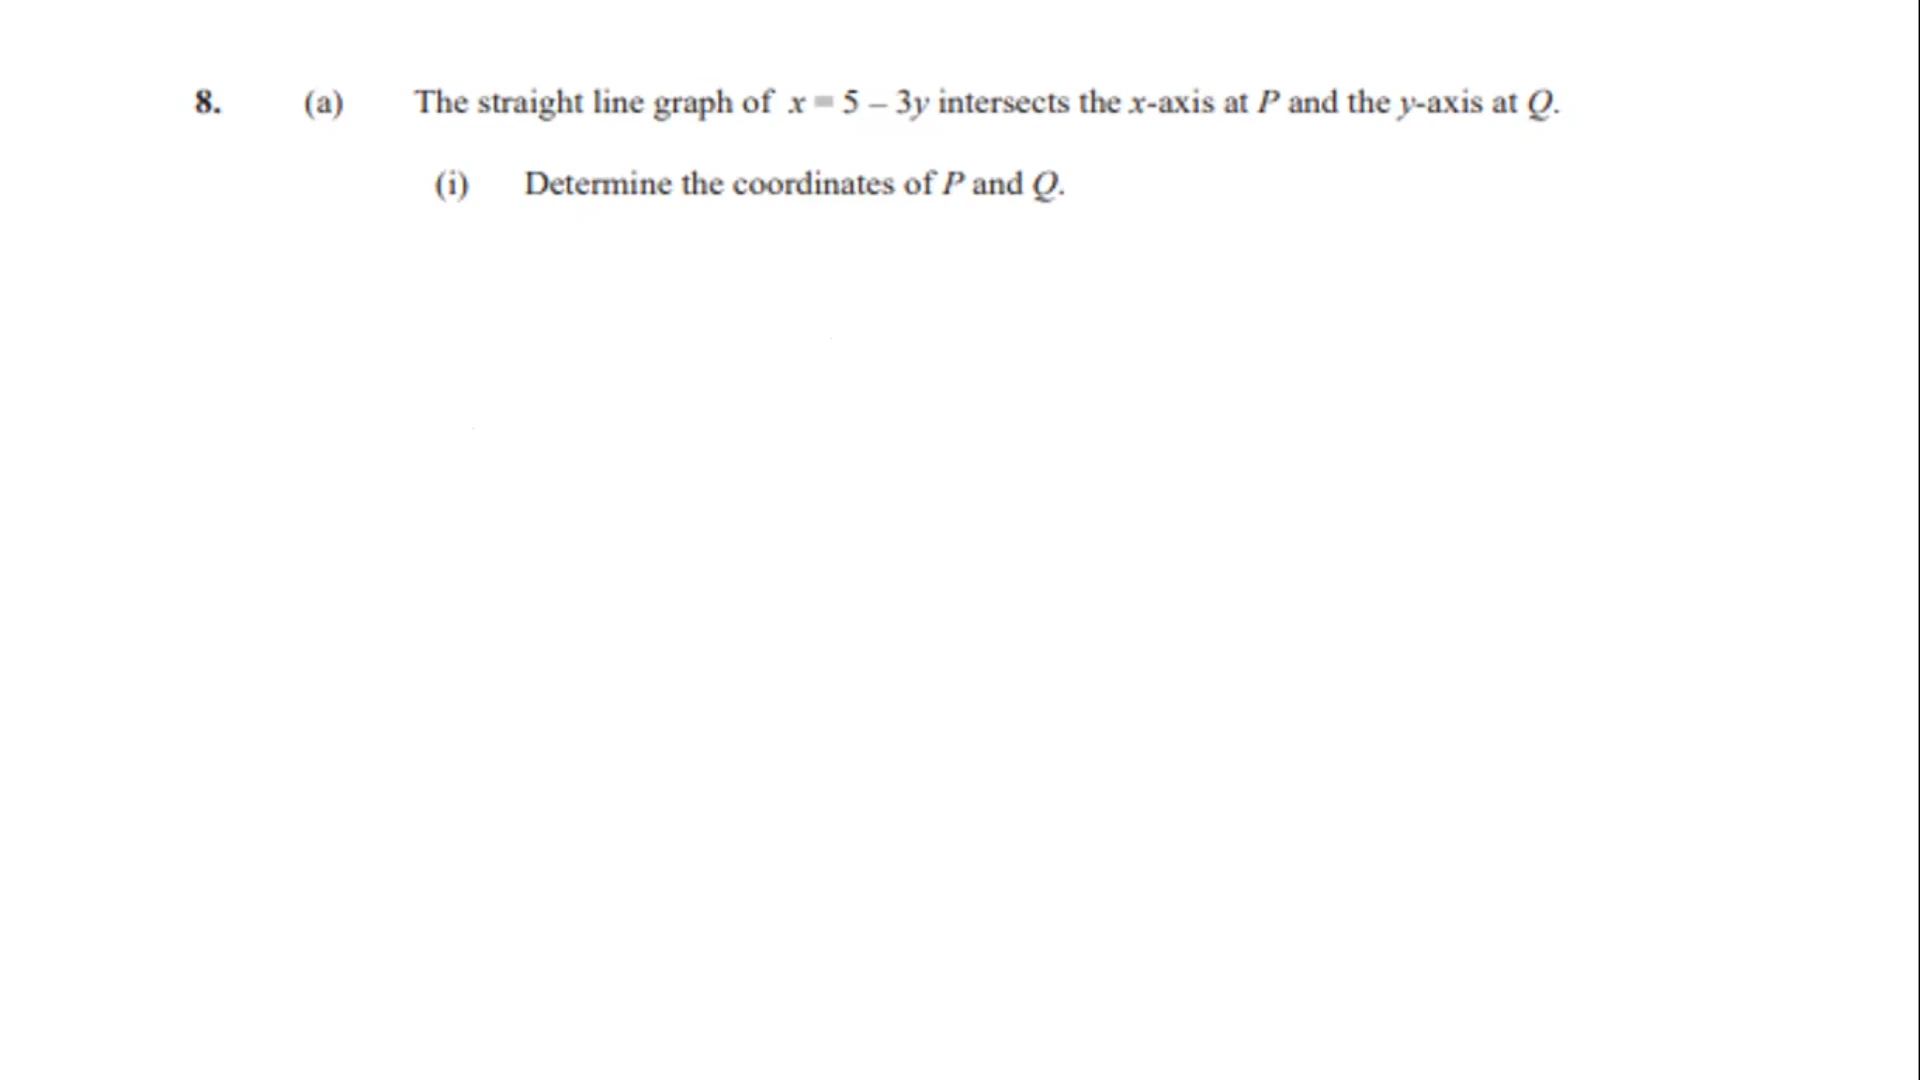 8. (a) The straight line graph of x = 5 – 3y intersects the x-axis at P and the y-axis at Q.
(i) Determine the coordinates of P and Q.